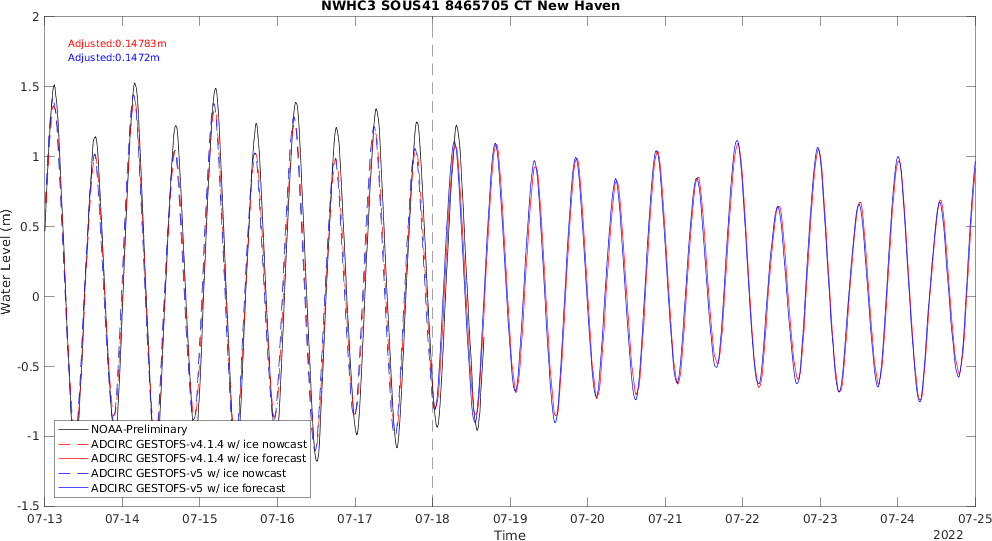 NWHC3 SOUS41 8465705 CT New Haven
2
Adjusted:0.14783m
Adjusted:0.1472m
1.5
1
0.5
Water Level (m)
0
-0.5
-1
NOAA-Preliminary
ADCIRC GESTOFS-v4.1.4 w/ ice nowcast
ADCIRC GESTOFS-v4.1.4 w/ ice forecast
ADCIRC GESTOFS-v5 w/ ice nowcast
ADCIRC GESTOFS-v5 w/ ice forecast
-1.5
07-13 07-14 07-15 07-16 07-17 07-18 07-19 07-20 07-21 07-22 07-23 07-24 07-25
Time
2022